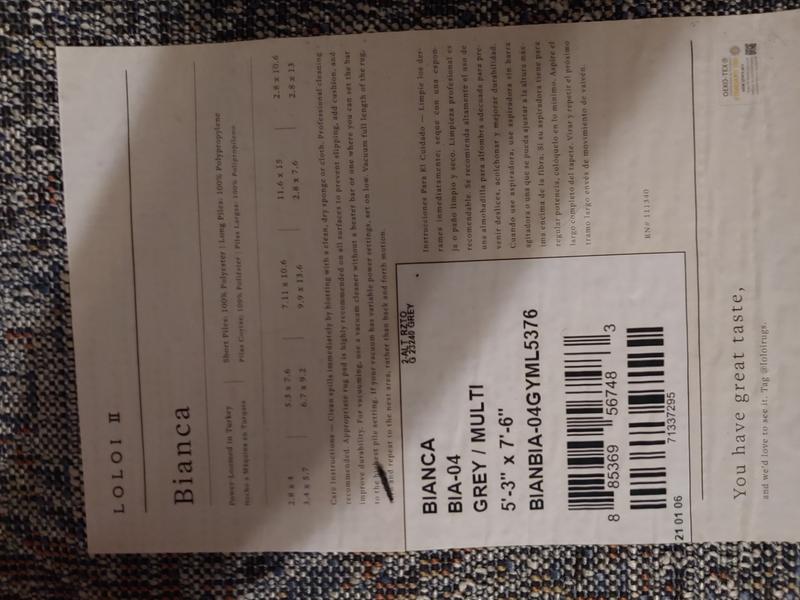 LOLOI II
Bianca
Power-Loomed in Turkey | Short Piles: 100% Polyester | Long Piles: 100% Polypropylene
Hecho a Máquina en Turquía | Pilas Cortas: 100% Poliéster | Pilas Largas: 100% Polipropileno
2.8 x 4 | 5.3 x 7.6 | 7.11 x 10.6 | 11.6 x 15 | 2.8 x 10.6
3.4 x 5.7 | 6.7 x 9.2 | 9.9 x 13.6 | 2.8 x 7.6 | 2.8 x 13
Care Instructions — Clean spills immediately by blotting with a clean, dry sponge or cloth. Professional cleaning
recommended. Appropriate rug pad is highly recommended on all surfaces to prevent slipping, add cushion, and
improve durability. For vacuuming, use a vacuum cleaner without a beater bar or one where you can set the bar
to the highest pile setting. If your vacuum has variable power settings, set on low. Vacuum full length of the rug,
and repeat to the next area, rather than back and forth motion.
2-ALT RZTO
G 23240 GREY
BIANCA
BIA-04
GREY / MULTI
5'-3" x 7'-6"
BIANBIA-04GYML5376
8 85369 56748 3
71337295
21 01 06
Instrucciones Para El Cuidado — Limpie los der-
rames inmediatamente; seque con una espon-
ja o paño limpio y seco. Limpieza profesional es
recomendable. Se recomienda altamente el uso de
una almohadilla para alfombra adecuada para pre-
venir deslices, acolchonar y mejorar durabilidad.
Cuando use aspiradora, use aspiradora sin barra
agitadora o una que se pueda ajustar a la altura más
encima de la fibra. Si su aspiradora tiene para
regular potencia, colóquelo en lo mínimo. Aspire el
largo completo del tapete. Virar y repetir el próximo
tramo largo envés de movimiento de vaivén.
RN# 111340
You have great taste,
and we'd love to see it. Tag @loloirugs.
OEKO-TEX®